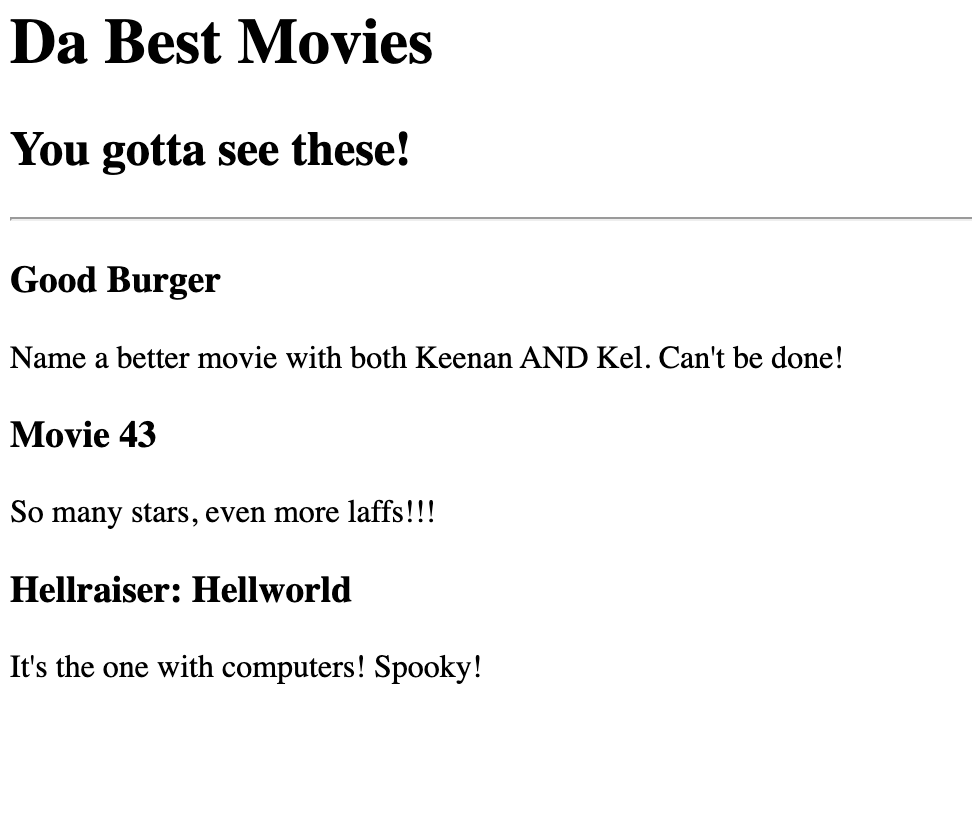 Da Best Movies
You gotta see these!
Good Burger
Name a better movie with both Keenan AND Kel. Can't be done!
Movie 43
So many stars, even more laffs!!!
Hellraiser: Hellworld
It's the one with computers! Spooky!